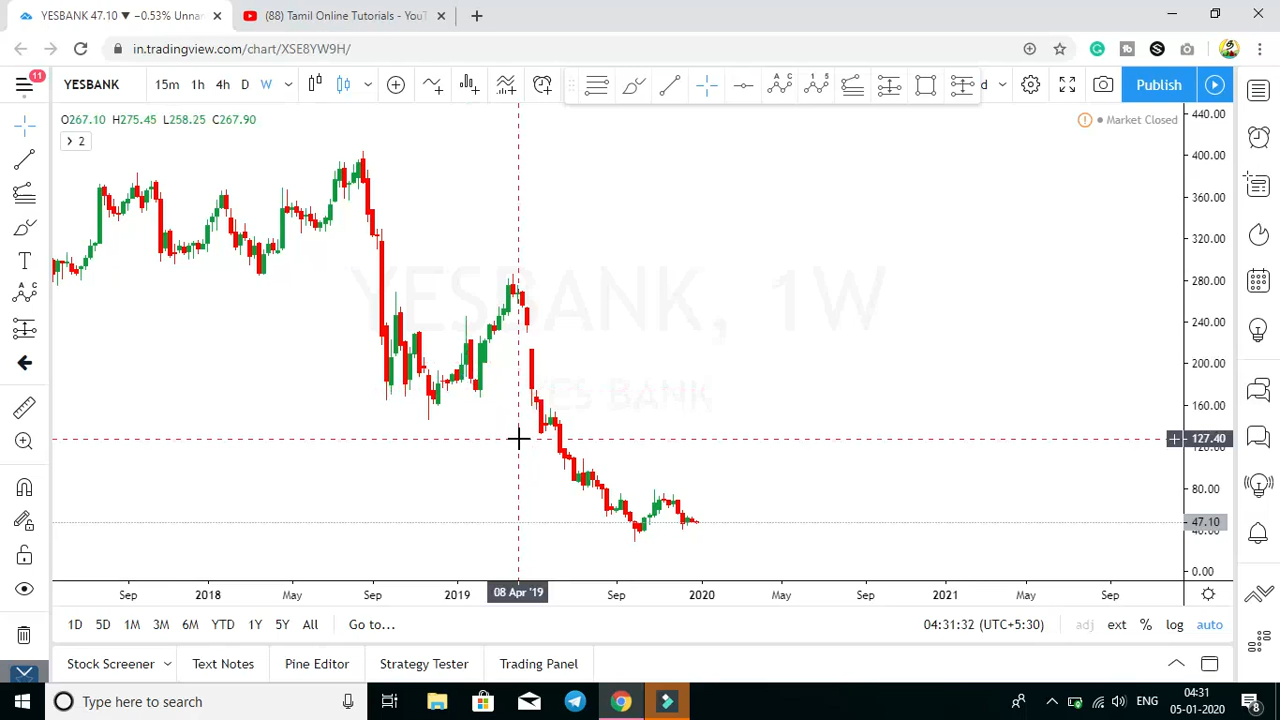 YESBANK 47.10 ▼ −0.53% Unnar
(88) Tamil Online Tutorials - YouT
in.tradingview.com/chart/XSE8YW9H/
11
YESBANK
15m 1h 4h D W
Publish
O267.10 H275.45 L258.25 C267.90
2
Market Closed
YESBANK, 1W
YES BANK
440.00
400.00
360.00
320.00
280.00
240.00
200.00
160.00
127.40
120.00
80.00
47.10
40.00
0.00
Sep 2018 May Sep 2019 08 Apr '19 Sep 2020 May Sep 2021 May Sep
1D 5D 1M 3M 6M YTD 1Y 5Y All Go to... 04:31:32 (UTC+5:30) adj ext % log auto
Stock Screener Text Notes Pine Editor Strategy Tester Trading Panel
Type here to search
ENG
04:31
05-01-2020
8